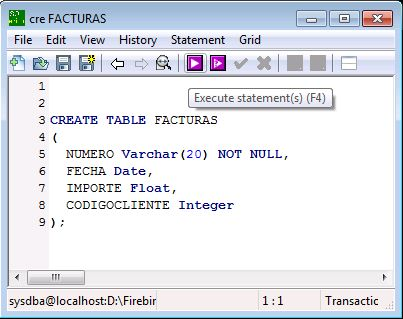 cre FACTURAS
File Edit View History Statement Grid
Execute statement(s) (F4)
1
2
3 CREATE TABLE FACTURAS
4 (
5 NUMERO Varchar(20) NOT NULL,
6 FECHA Date,
7 IMPORTE Float,
8 CODIGOCLIENTE Integer
9 );
sysdba@localhost:D:\Firebir 1:1 Transactic